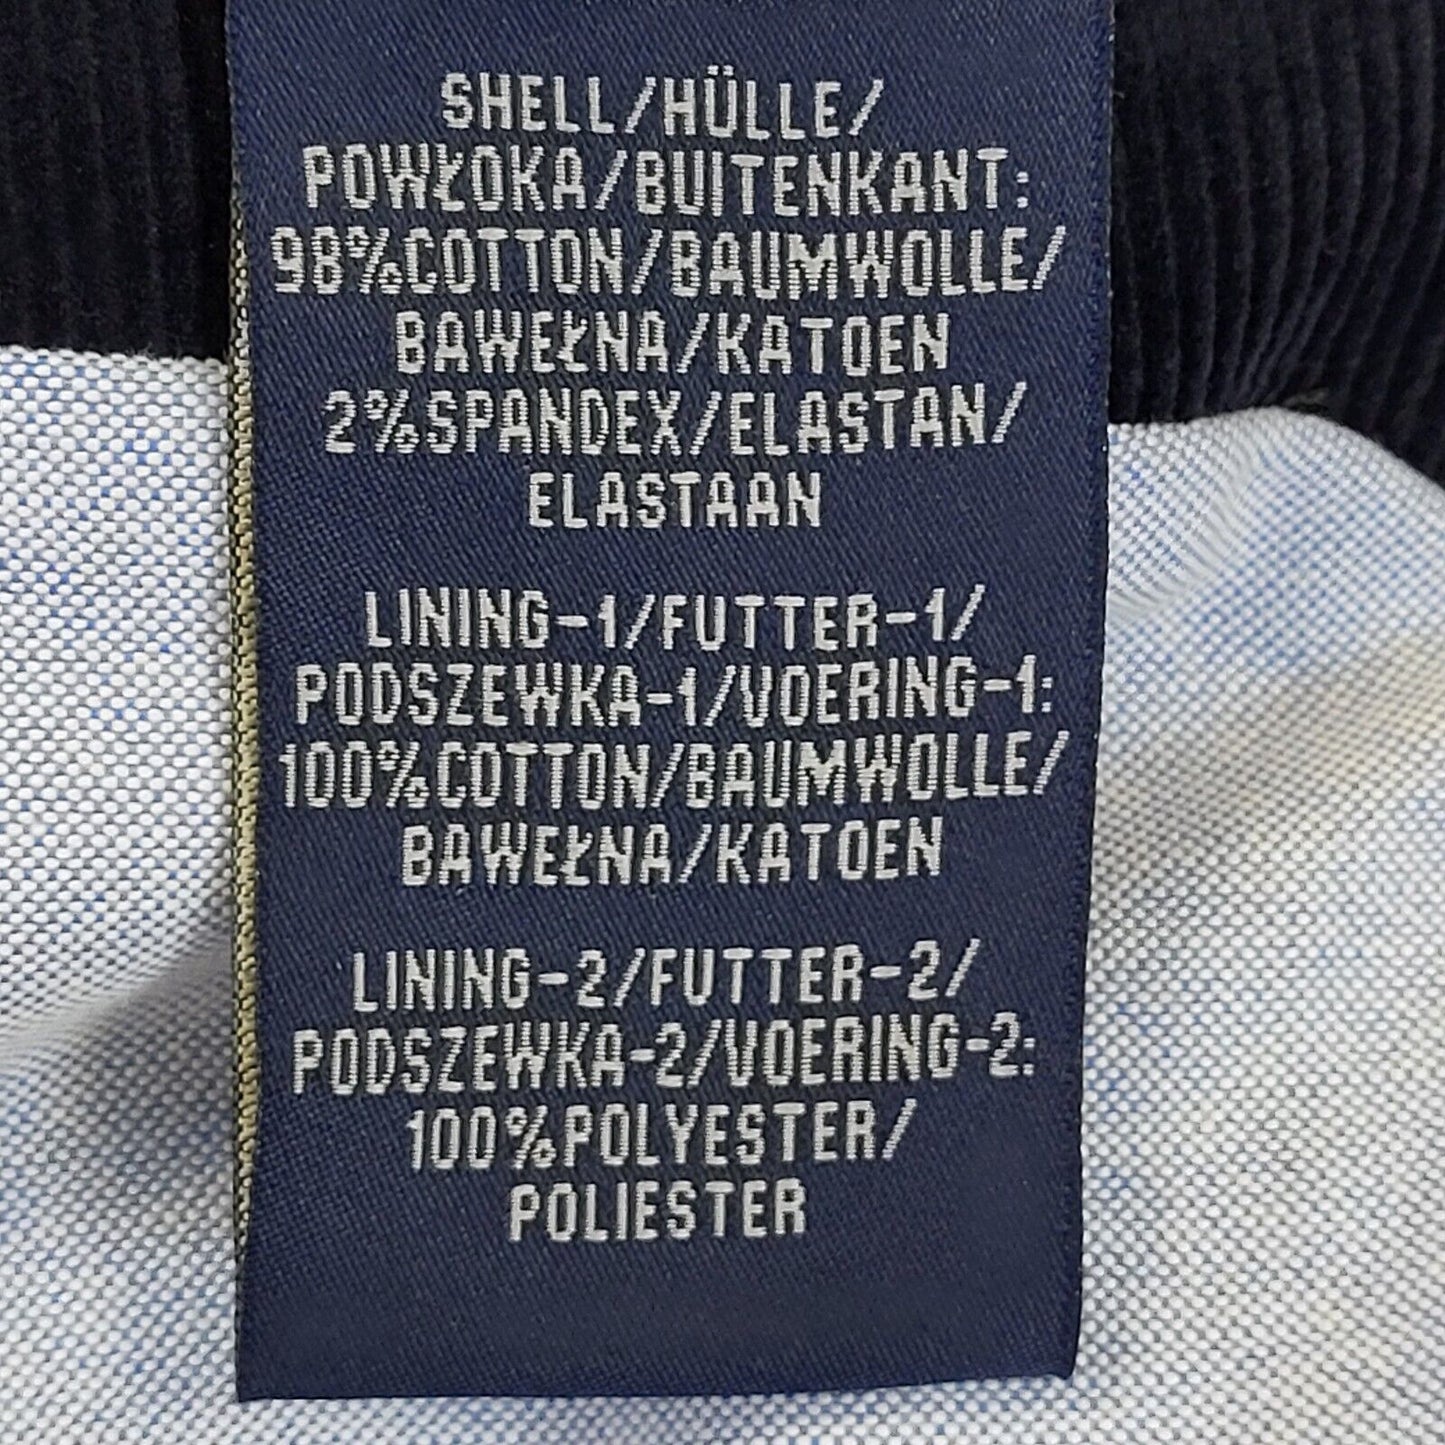 SHELL/HÜLLE/
POWŁOKA/BUITENKANT:
98%COTTON/BAUMWOLLE/
BAWEŁNA/KATOEN
2%SPANDEX/ELASTAN/
ELASTAAN
LINING-1/FUTTER-1/
PODSZEWKA-1/VOERING-1:
100%COTTON/BAUMWOLLE/
BAWEŁNA/KATOEN
LINING-2/FUTTER-2/
PODSZEWKA-2/VOERING-2:
100%POLYESTER/
POLIESTER